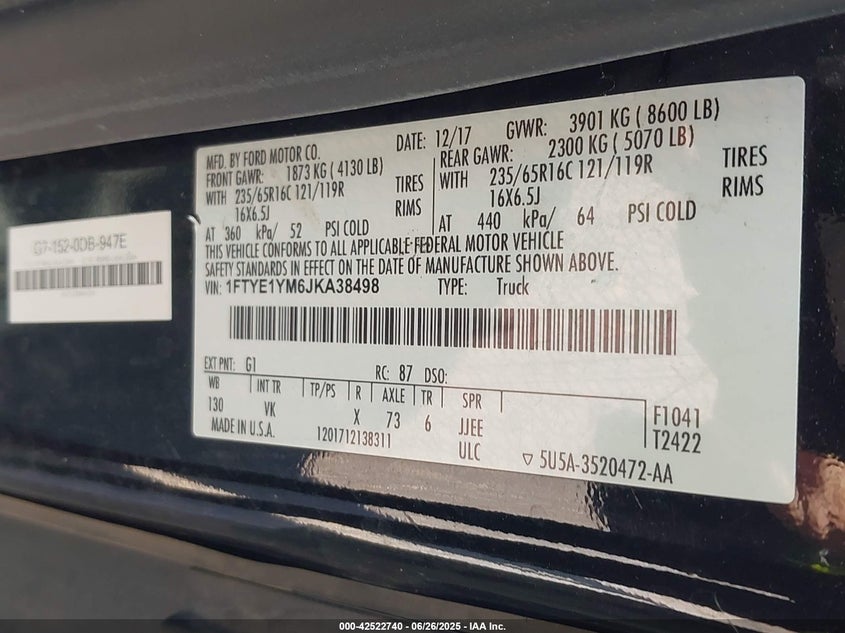 G7-152-0DB-947E
MFD. BY FORD MOTOR CO. DATE: 12/17 GVWR: 3901 KG ( 8600 LB)
FRONT GAWR: 1873 KG ( 4130 LB) REAR GAWR: 2300 KG ( 5070 LB)
WITH 235/65R16C 121/119R TIRES WITH 235/65R16C 121/119R TIRES
16X6.5J RIMS 16X6.5J RIMS
AT 360 kPa/ 52 PSI COLD AT 440 kPa/ 64 PSI COLD
THIS VEHICLE CONFORMS TO ALL APPLICABLE FEDERAL MOTOR VEHICLE
SAFETY STANDARDS IN EFFECT ON THE DATE OF MANUFACTURE SHOWN ABOVE.
VIN: 1FTYE1YM6JKA38498 TYPE: Truck
EXT PNT: G1 RC: 87 DSO:
WB INT TR TP/PS R AXLE TR SPR
130 VK X 73 6 JJEE F1041
MADE IN U.S.A. 1201712138311 ULC T2422
▽ 5U5A-3520472-AA
000-42522740 - 06/26/2025 - IAA Inc.